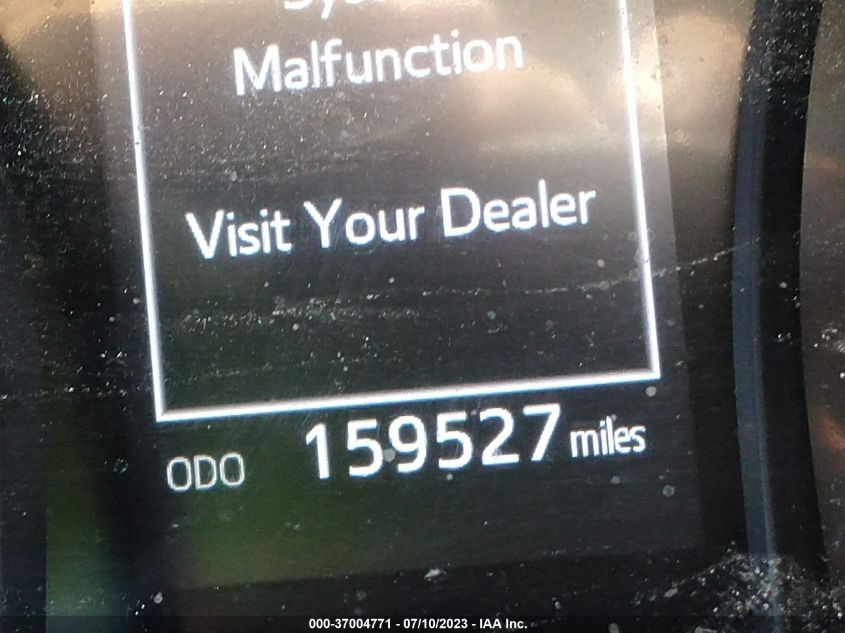 Malfunction
Visit Your Dealer
ODO 159527 miles
000-37004771 - 07/10/2023 - IAA Inc.